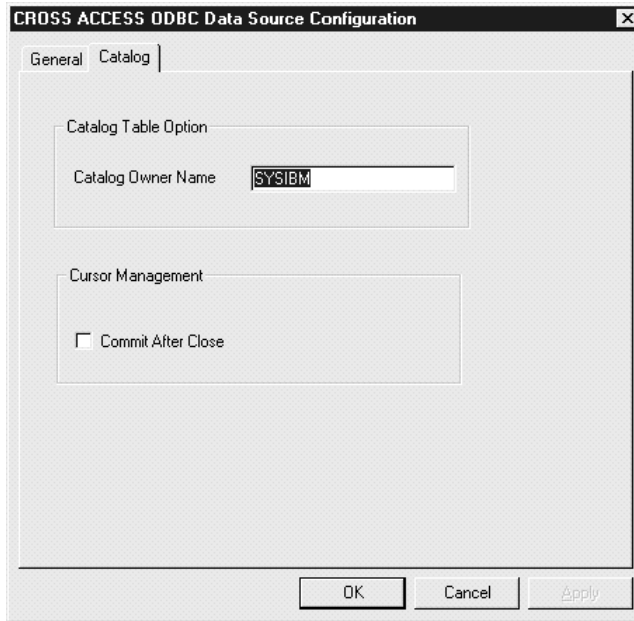 CROSS ACCESS ODBC Data Source Configuration
General Catalog
Catalog Table Option
Catalog Owner Name SYSIBM
Cursor Management
Commit After Close
OK Cancel Apply